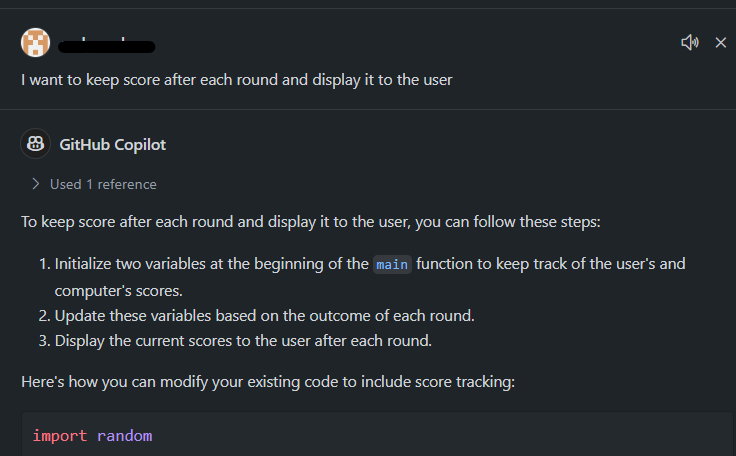 I want to keep score after each round and display it to the user
GitHub Copilot
Used 1 reference
To keep score after each round and display it to the user, you can follow these steps:
1. Initialize two variables at the beginning of the main function to keep track of the user's and
computer's scores.
2. Update these variables based on the outcome of each round.
3. Display the current scores to the user after each round.
Here's how you can modify your existing code to include score tracking:
import random